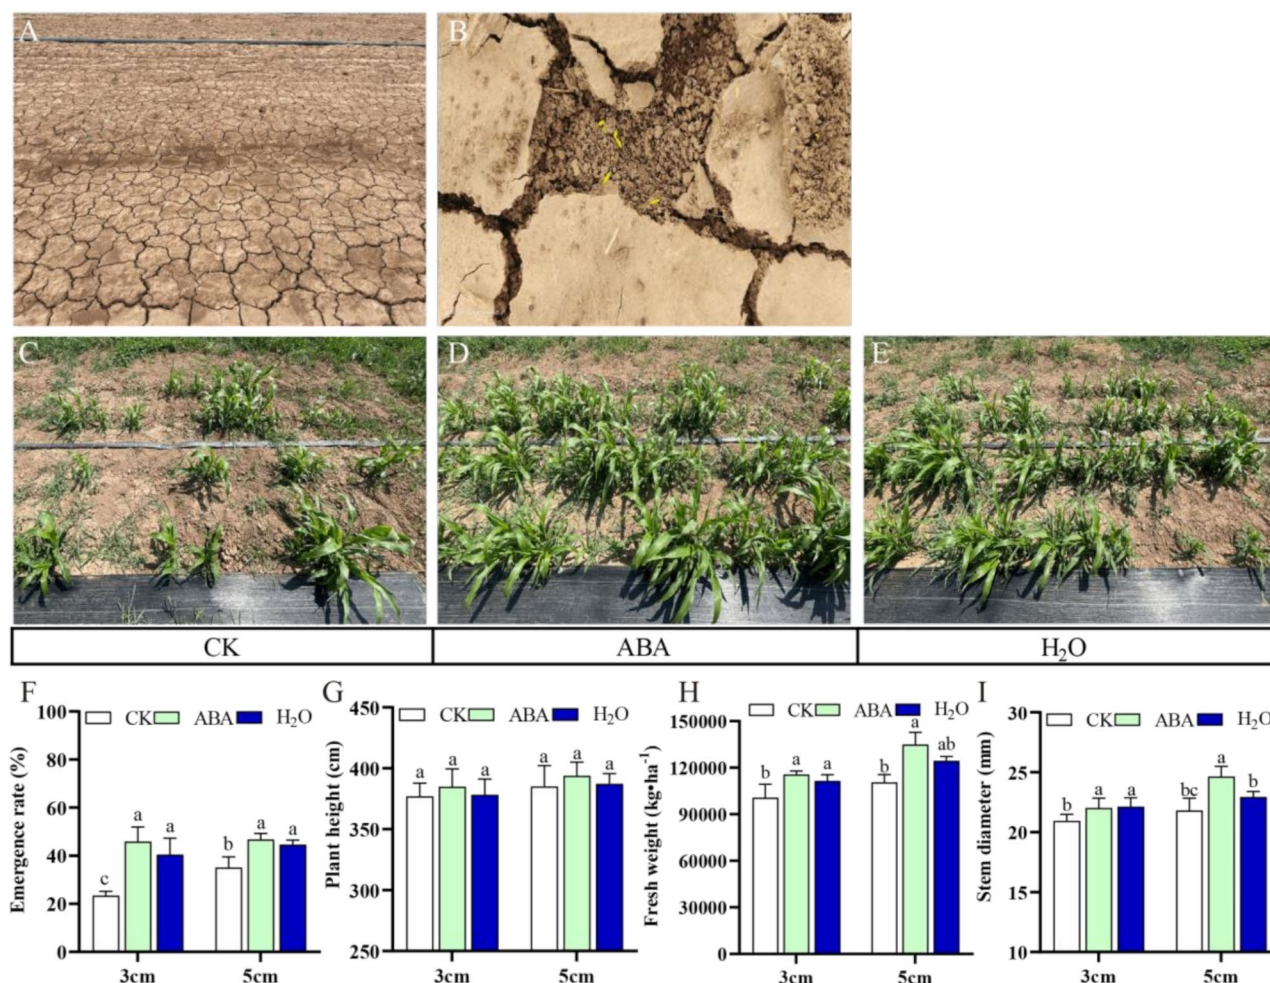 A
B
C
D
E
CK
ABA
H₂O
F
CK ABA H₂O
Emergence rate (%)
100
80
60
40
20
0
c a a b a a
3cm 5cm
G
CK ABA H₂O
Plant height (cm)
450
400
350
300
250
a a a a a a
3cm 5cm
H
CK ABA H₂O
Fresh weight (kg•ha⁻¹)
150000
120000
90000
60000
30000
0
b a a b a ab
3cm 5cm
I
CK ABA H₂O
Stem diameter (mm)
30
25
20
15
10
b a a bc a b
3cm 5cm